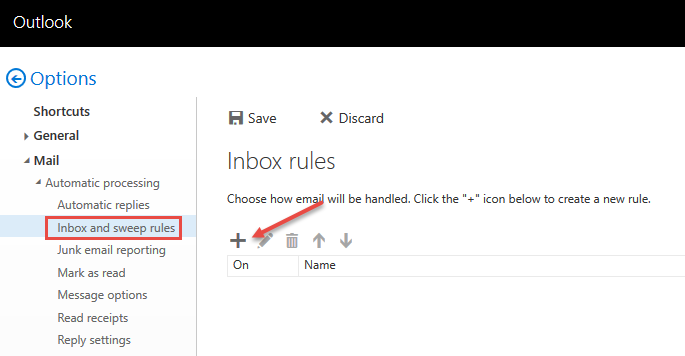 Outlook
Options
Shortcuts
General
Mail
Automatic processing
Automatic replies
Inbox and sweep rules
Junk email reporting
Mark as read
Message options
Read receipts
Reply settings
Save Discard
Inbox rules
Choose how email will be handled. Click the "+" icon below to create a new rule.
On Name